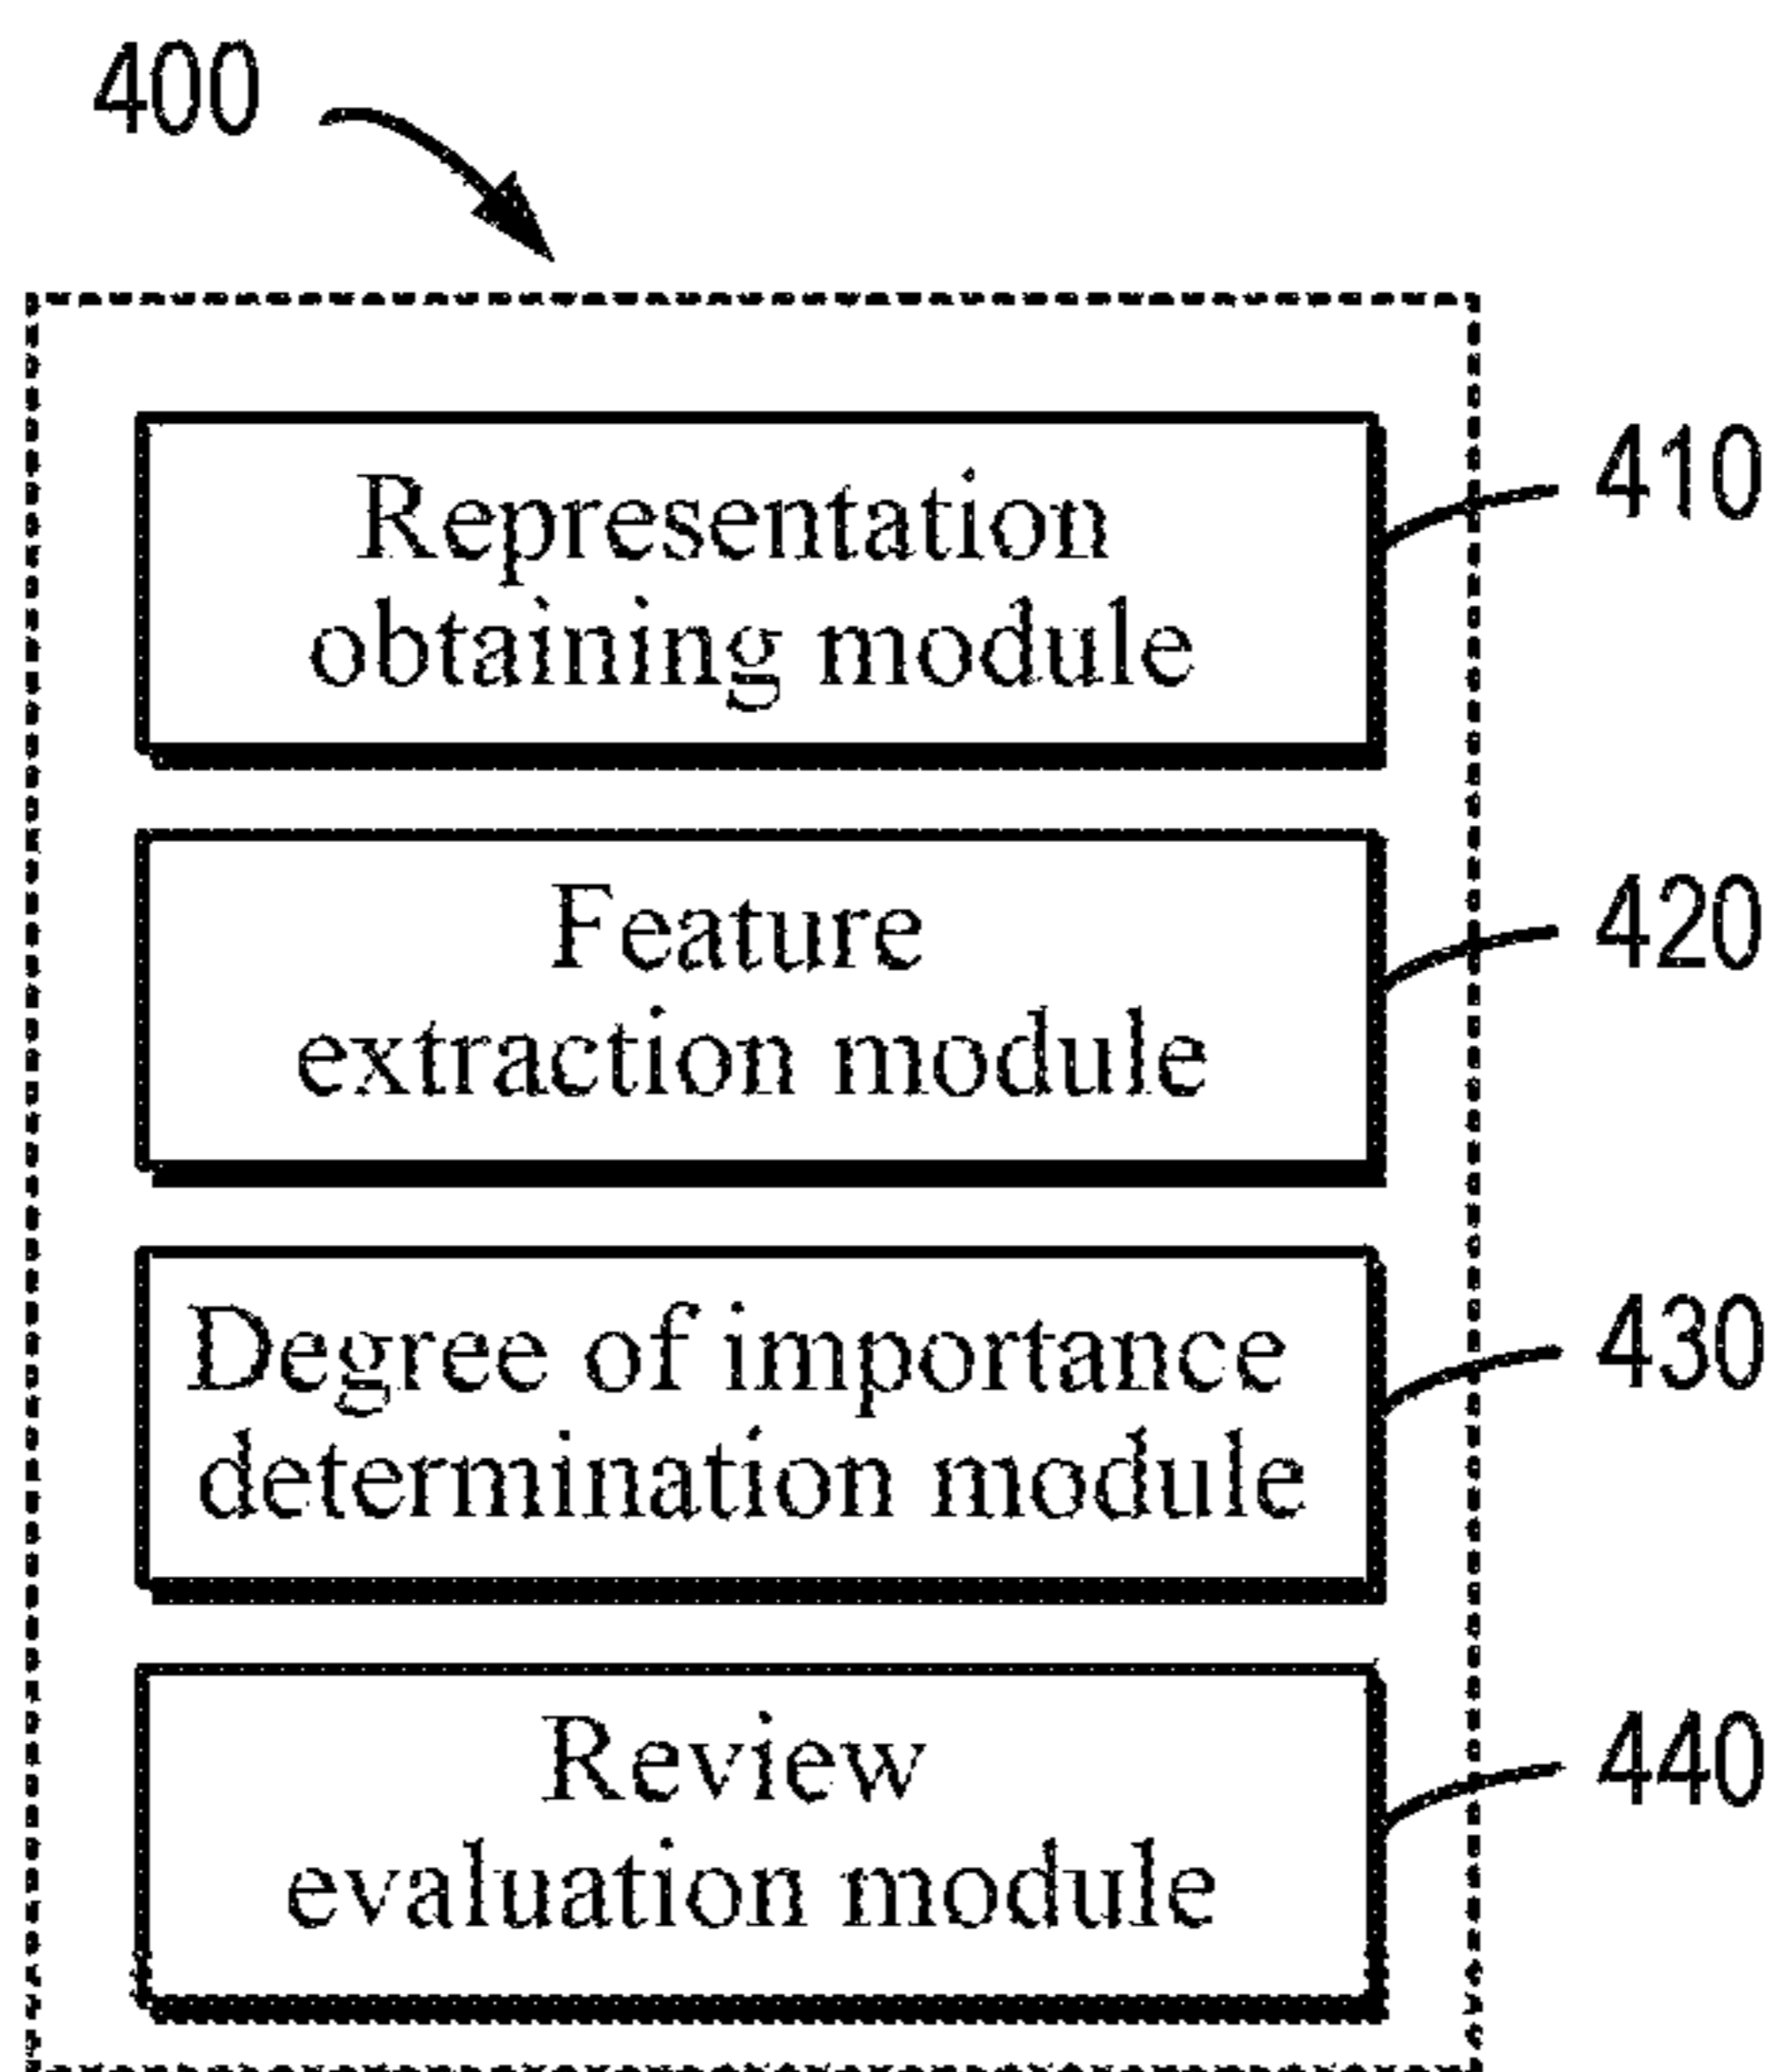 400
Representation
obtaining module
410
Feature
extraction module
420
Degree of importance
determination module
430
Review
evaluation module
440